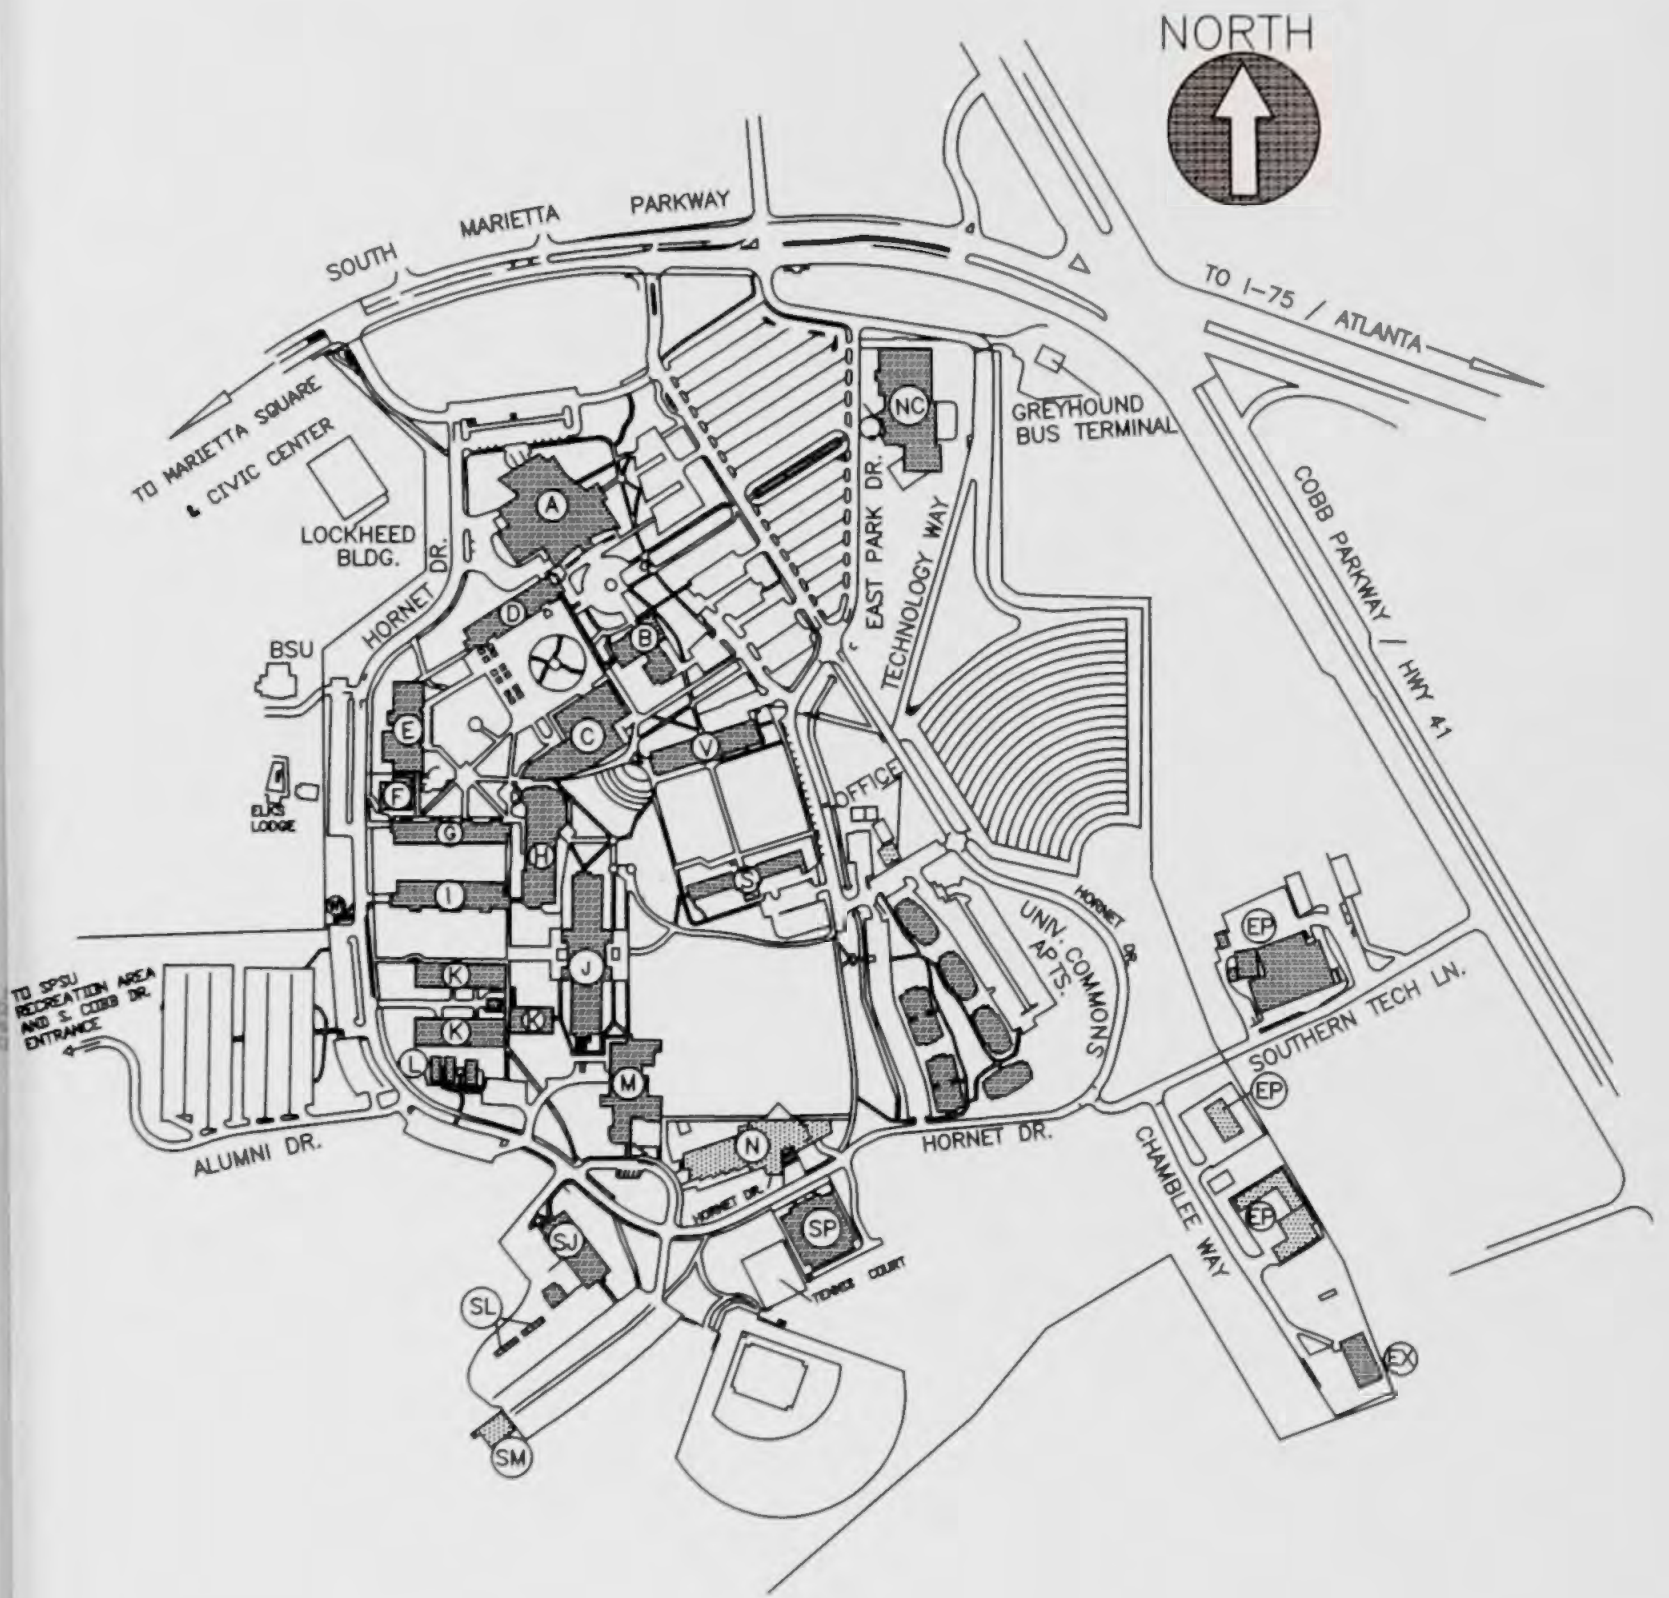 NORTH
SOUTH MARIETTA PARKWAY
TO I-75 / ATLANTA
TO MARIETTA SQUARE
& CIVIC CENTER
LOCKHEED
BLDG.
HORNET DR.
NC
GREYHOUND
BUS TERMINAL
EAST PARK DR.
TECHNOLOGY WAY
COBB PARKWAY / HWY 41
A
D
B
BSU
E
C
V
F
ELKS
LODGE
G
H
OFFICE
I
S
M
HORNET DR.
UNIV. COMMONS
APTS.
EP
TO SPSU
RECREATION AREA
AND S. COBB DR.
ENTRANCE
K
J
K
K
L
M
SOUTHERN TECH LN.
EP
ALUMNI DR.
N
HORNET DR.
HORNET DR.
CHAMBLEE WAY
SP
EP
SJ
TENNIS COURT
SL
EX
SM